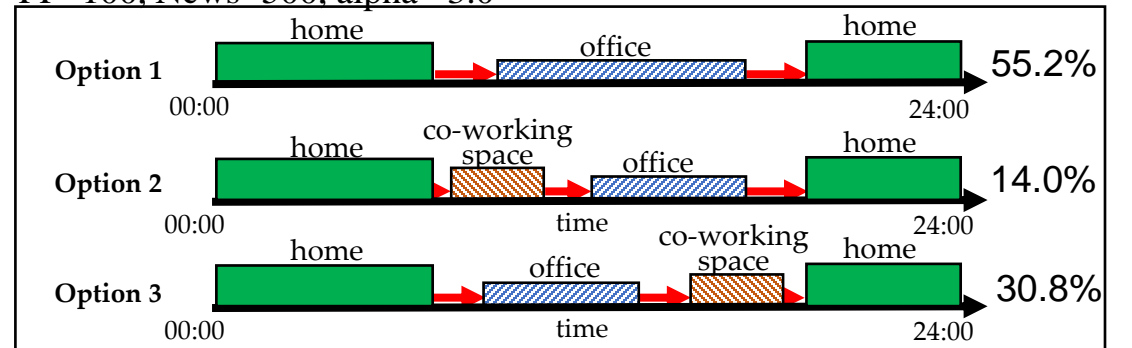 home
office
home
Option 1
55.2%
00:00
24:00
co-working
space
home
office
home
Option 2
14.0%
00:00
time
24:00
co-working
space
home
office
home
Option 3
30.8%
00:00
time
24:00